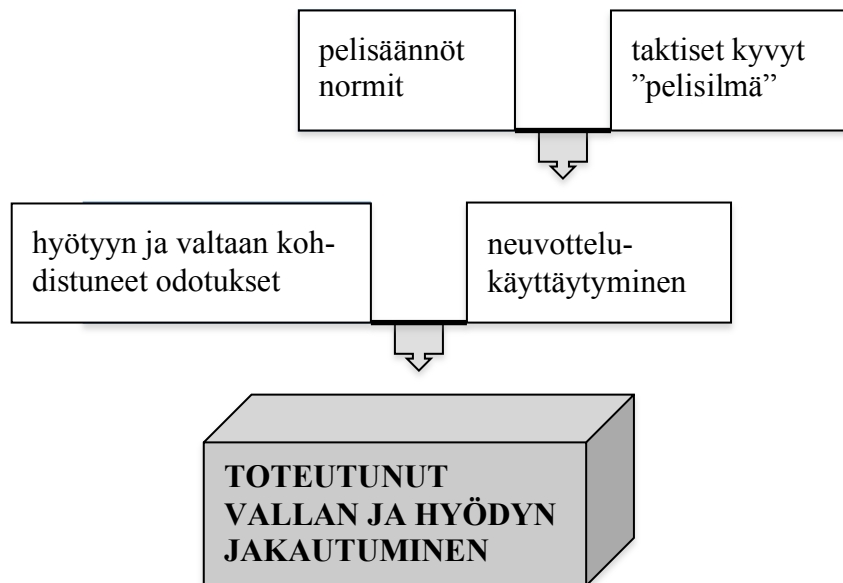 pelisäännöt
normit
taktiset kyvyt
”pelisilmä”
hyötyyn ja valtaan koh-
distuneet odotukset
neuvottelu-
käyttäytyminen
TOTEUTUNUT
VALLAN JA HYÖDYN
JAKAUTUMINEN